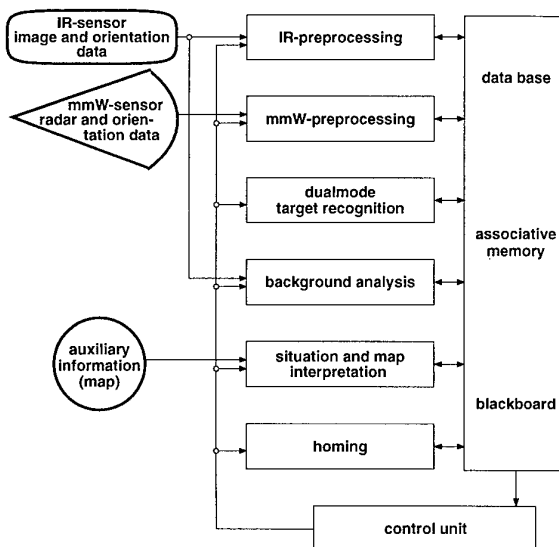 IR-sensor
image and orientation
data
IR-preprocessing
data base
mmW-sensor
radar and orien-
tation data
mmW-preprocessing
dualmode
target recognition
associative
memory
background analysis
auxiliary
information
(map)
situation and map
interpretation
blackboard
homing
control unit